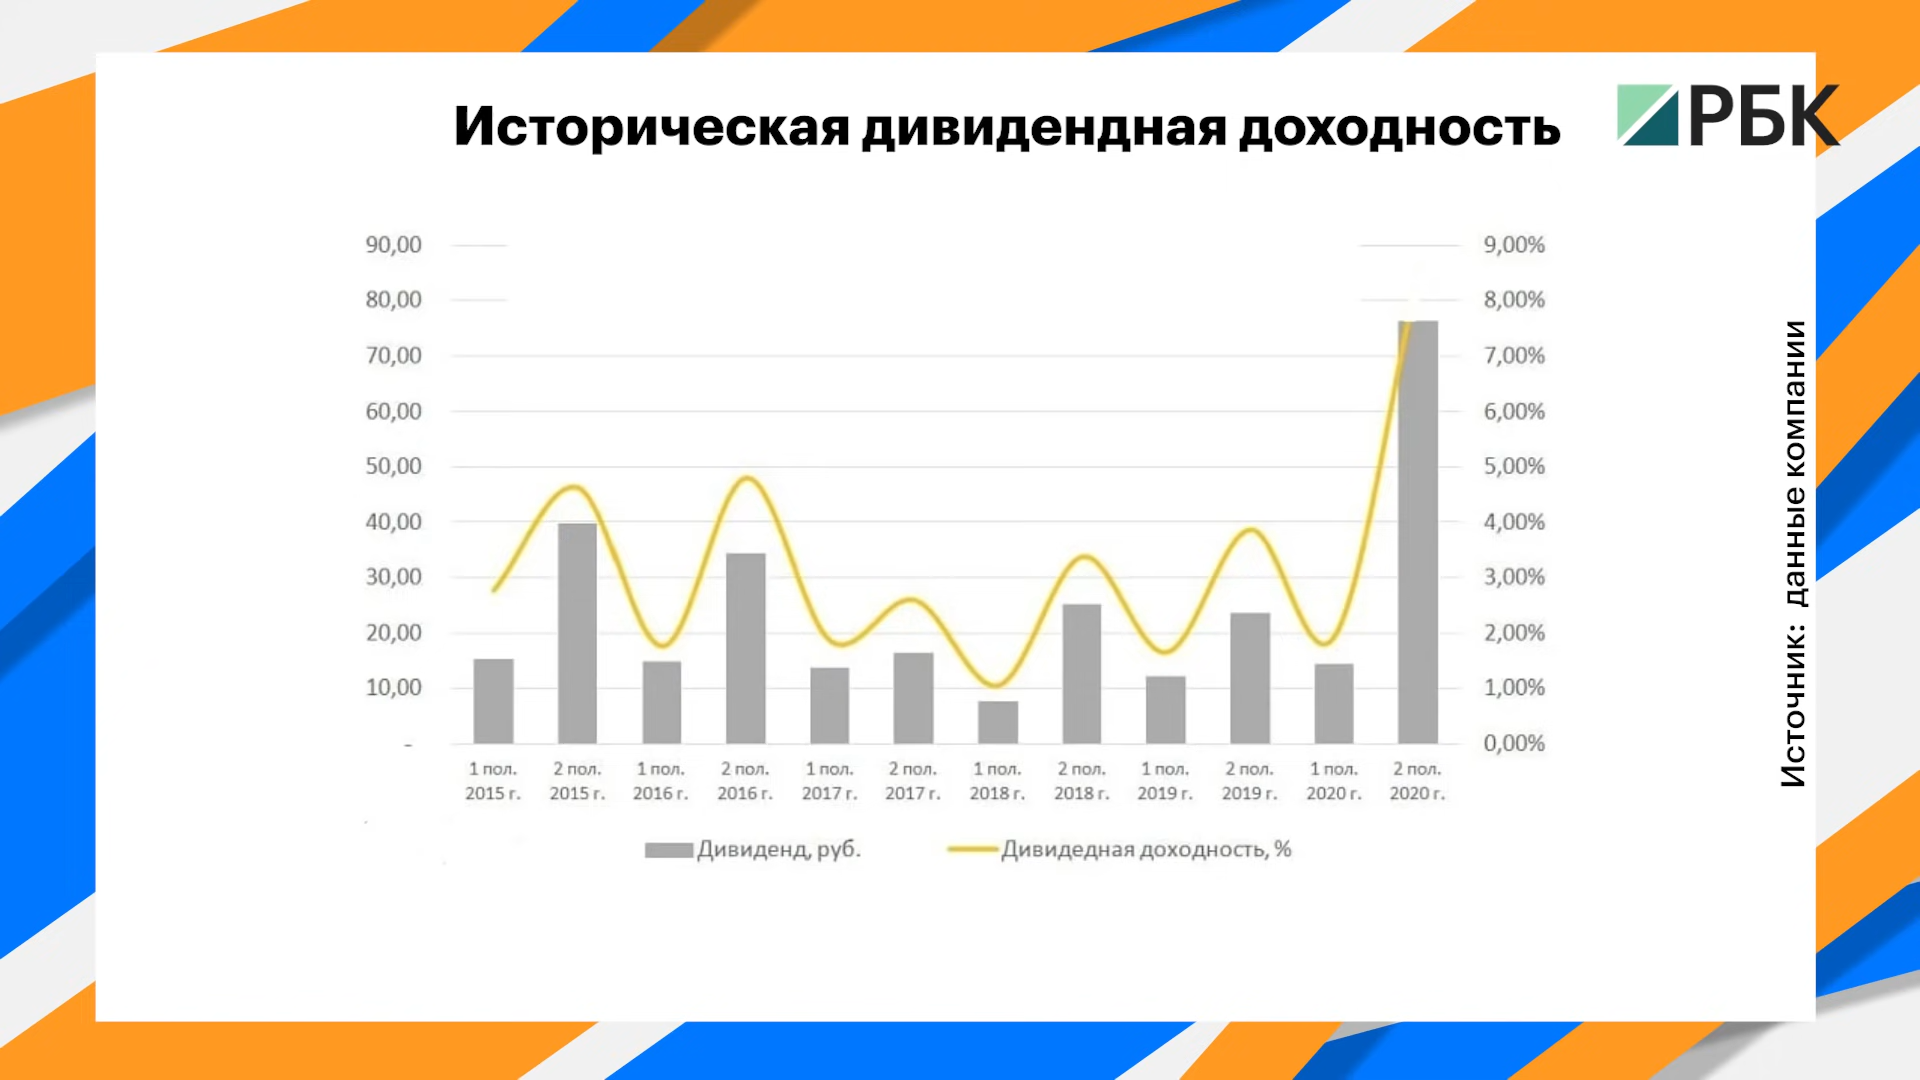 Историческая дивидендная доходность
РБК
90,00
80,00
70,00
60,00
50,00
40,00
30,00
20,00
10,00
-
9,00%
8,00%
7,00%
6,00%
5,00%
4,00%
3,00%
2,00%
1,00%
0,00%
1 пол. 2015 г.
2 пол. 2015 г.
1 пол. 2016 г.
2 пол. 2016 г.
1 пол. 2017 г.
2 пол. 2017 г.
1 пол. 2018 г.
2 пол. 2018 г.
1 пол. 2019 г.
2 пол. 2019 г.
1 пол. 2020 г.
2 пол. 2020 г.
Дивиденд, руб.
Дивидедная доходность, %
Источник: данные компании